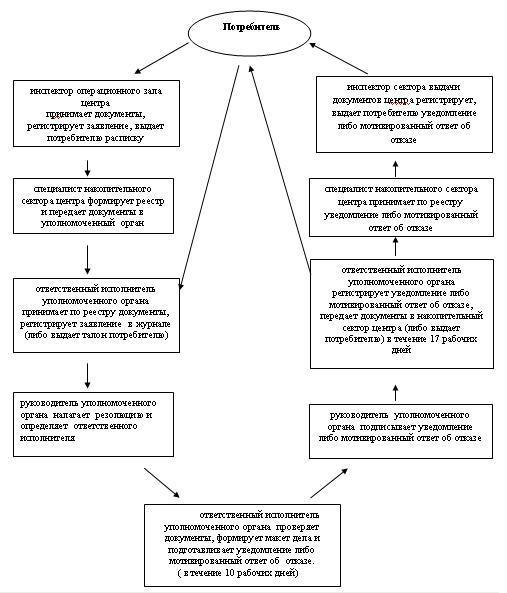 Потребитель
инспектор операционного зала
центра
принимает документы,
регистрирует заявление, выдает
потребителю расписку
специалист накопительного
сектора центра формирует реестр
и передает документы в
уполномоченный орган
ответственный исполнитель
уполномоченного органа
принимает по реестру документы,
регистрирует заявление в журнале
(либо выдает талон потребителю)
руководитель уполномоченного
органа налагает резолюцию и
определяет ответственного
исполнителя
ответственный исполнитель
уполномоченного органа проверяет
документы, формирует макет дела и
подготавливает уведомление либо
мотивированный ответ об отказе.
( в течение 10 рабочих дней)
руководитель уполномоченного
органа подписывает уведомление
либо мотивированный ответ об отказе
ответственный исполнитель
уполномоченного органа
регистрирует уведомление либо
мотивированный ответ об отказе,
передает документы в накопительный
сектор центра (либо выдает
потребителю) в течение 17 рабочих
дней
специалист накопительного сектора
центра принимает по реестру
уведомление либо мотивированный
ответ об отказе
инспектор сектора выдачи
документов центра регистрирует,
выдает потребителю уведомление
либо мотивированный ответ об
отказе